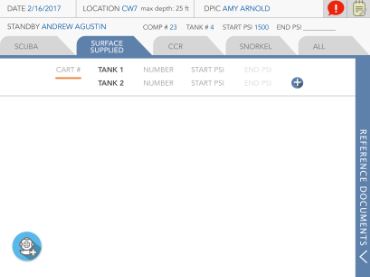 DATE 2/16/2017 LOCATION CW7 max depth: 25 ft DPIC AMY ARNOLD
STANDBY ANDREW AGUSTIN COMP # 23 TANK # 4 START PSI 1500 END PSI ________
SCUBA SURFACE SUPPLIED CCR SNORKEL ALL
CART # TANK 1 NUMBER START PSI END PSI
TANK 2 NUMBER START PSI END PSI
REFERENCE DOCUMENTS